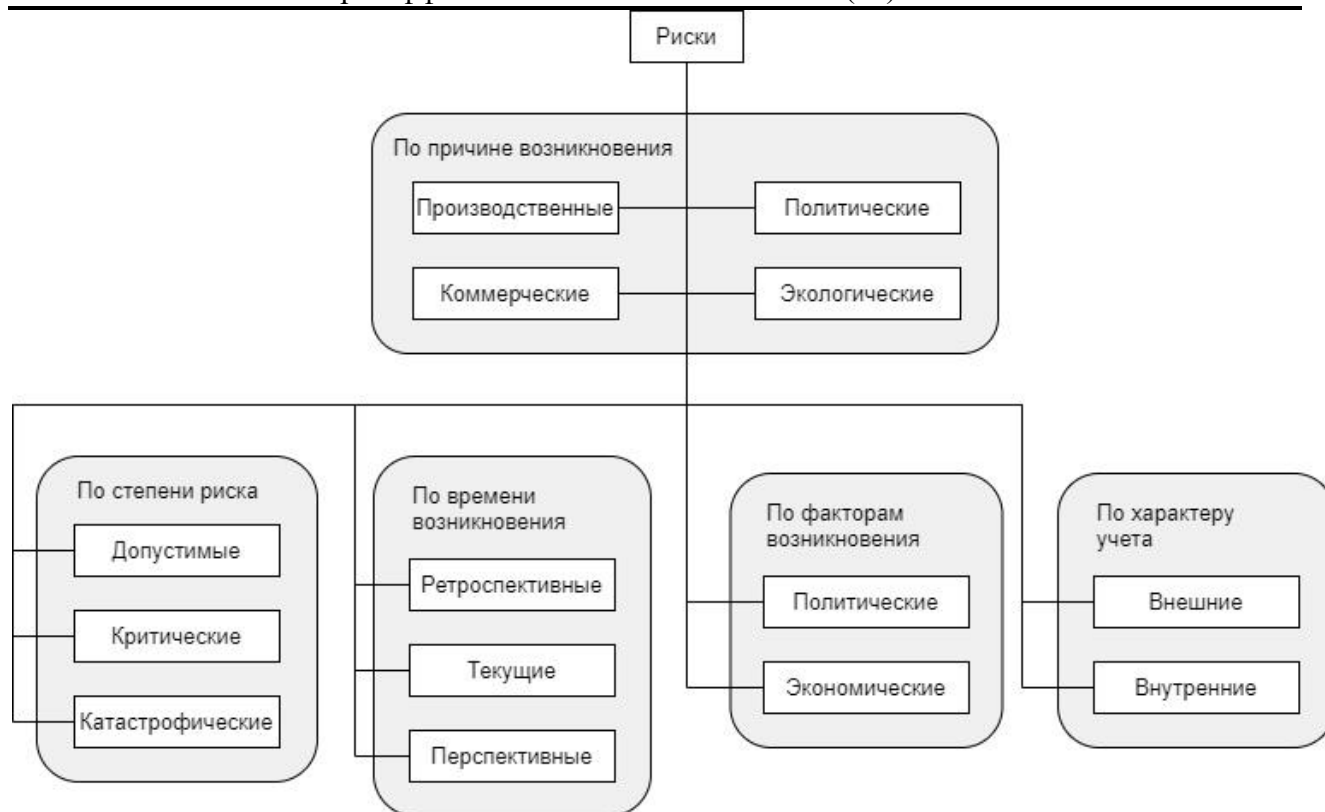 Риски
По причине возникновения
Производственные
Политические
Коммерческие
Экологические
По степени риска
Допустимые
Критические
Катастрофические
По времени
возникновения
Ретроспективные
Текущие
Перспективные
По факторам
возникновения
Политические
Экономические
По характеру
учета
Внешние
Внутренние